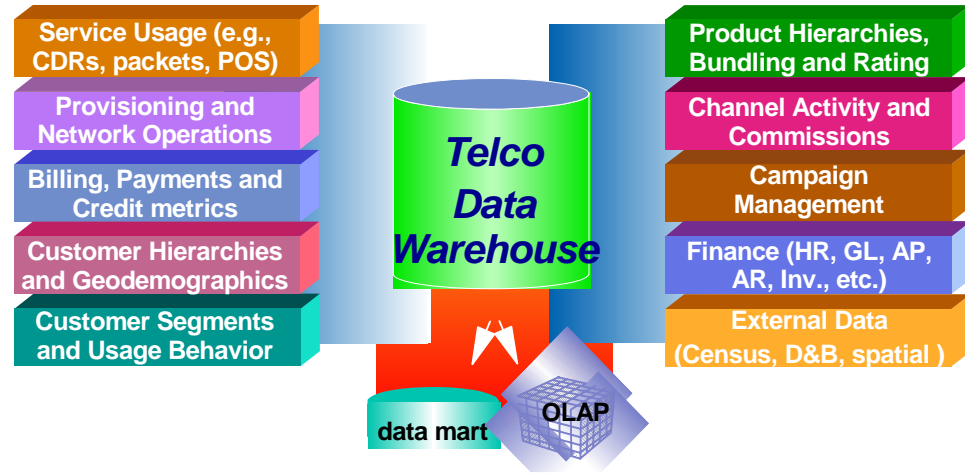 Service Usage (e.g.,
CDRs, packets, POS)
Provisioning and
Network Operations
Billing, Payments and
Credit metrics
Customer Hierarchies
and Geodemographics
Customer Segments
and Usage Behavior
Telco
Data
Warehouse
Product Hierarchies,
Bundling and Rating
Channel Activity and
Commissions
Campaign
Management
Finance (HR, GL, AP,
AR, Inv., etc.)
External Data
(Census, D&B, spatial )
data mart
OLAP